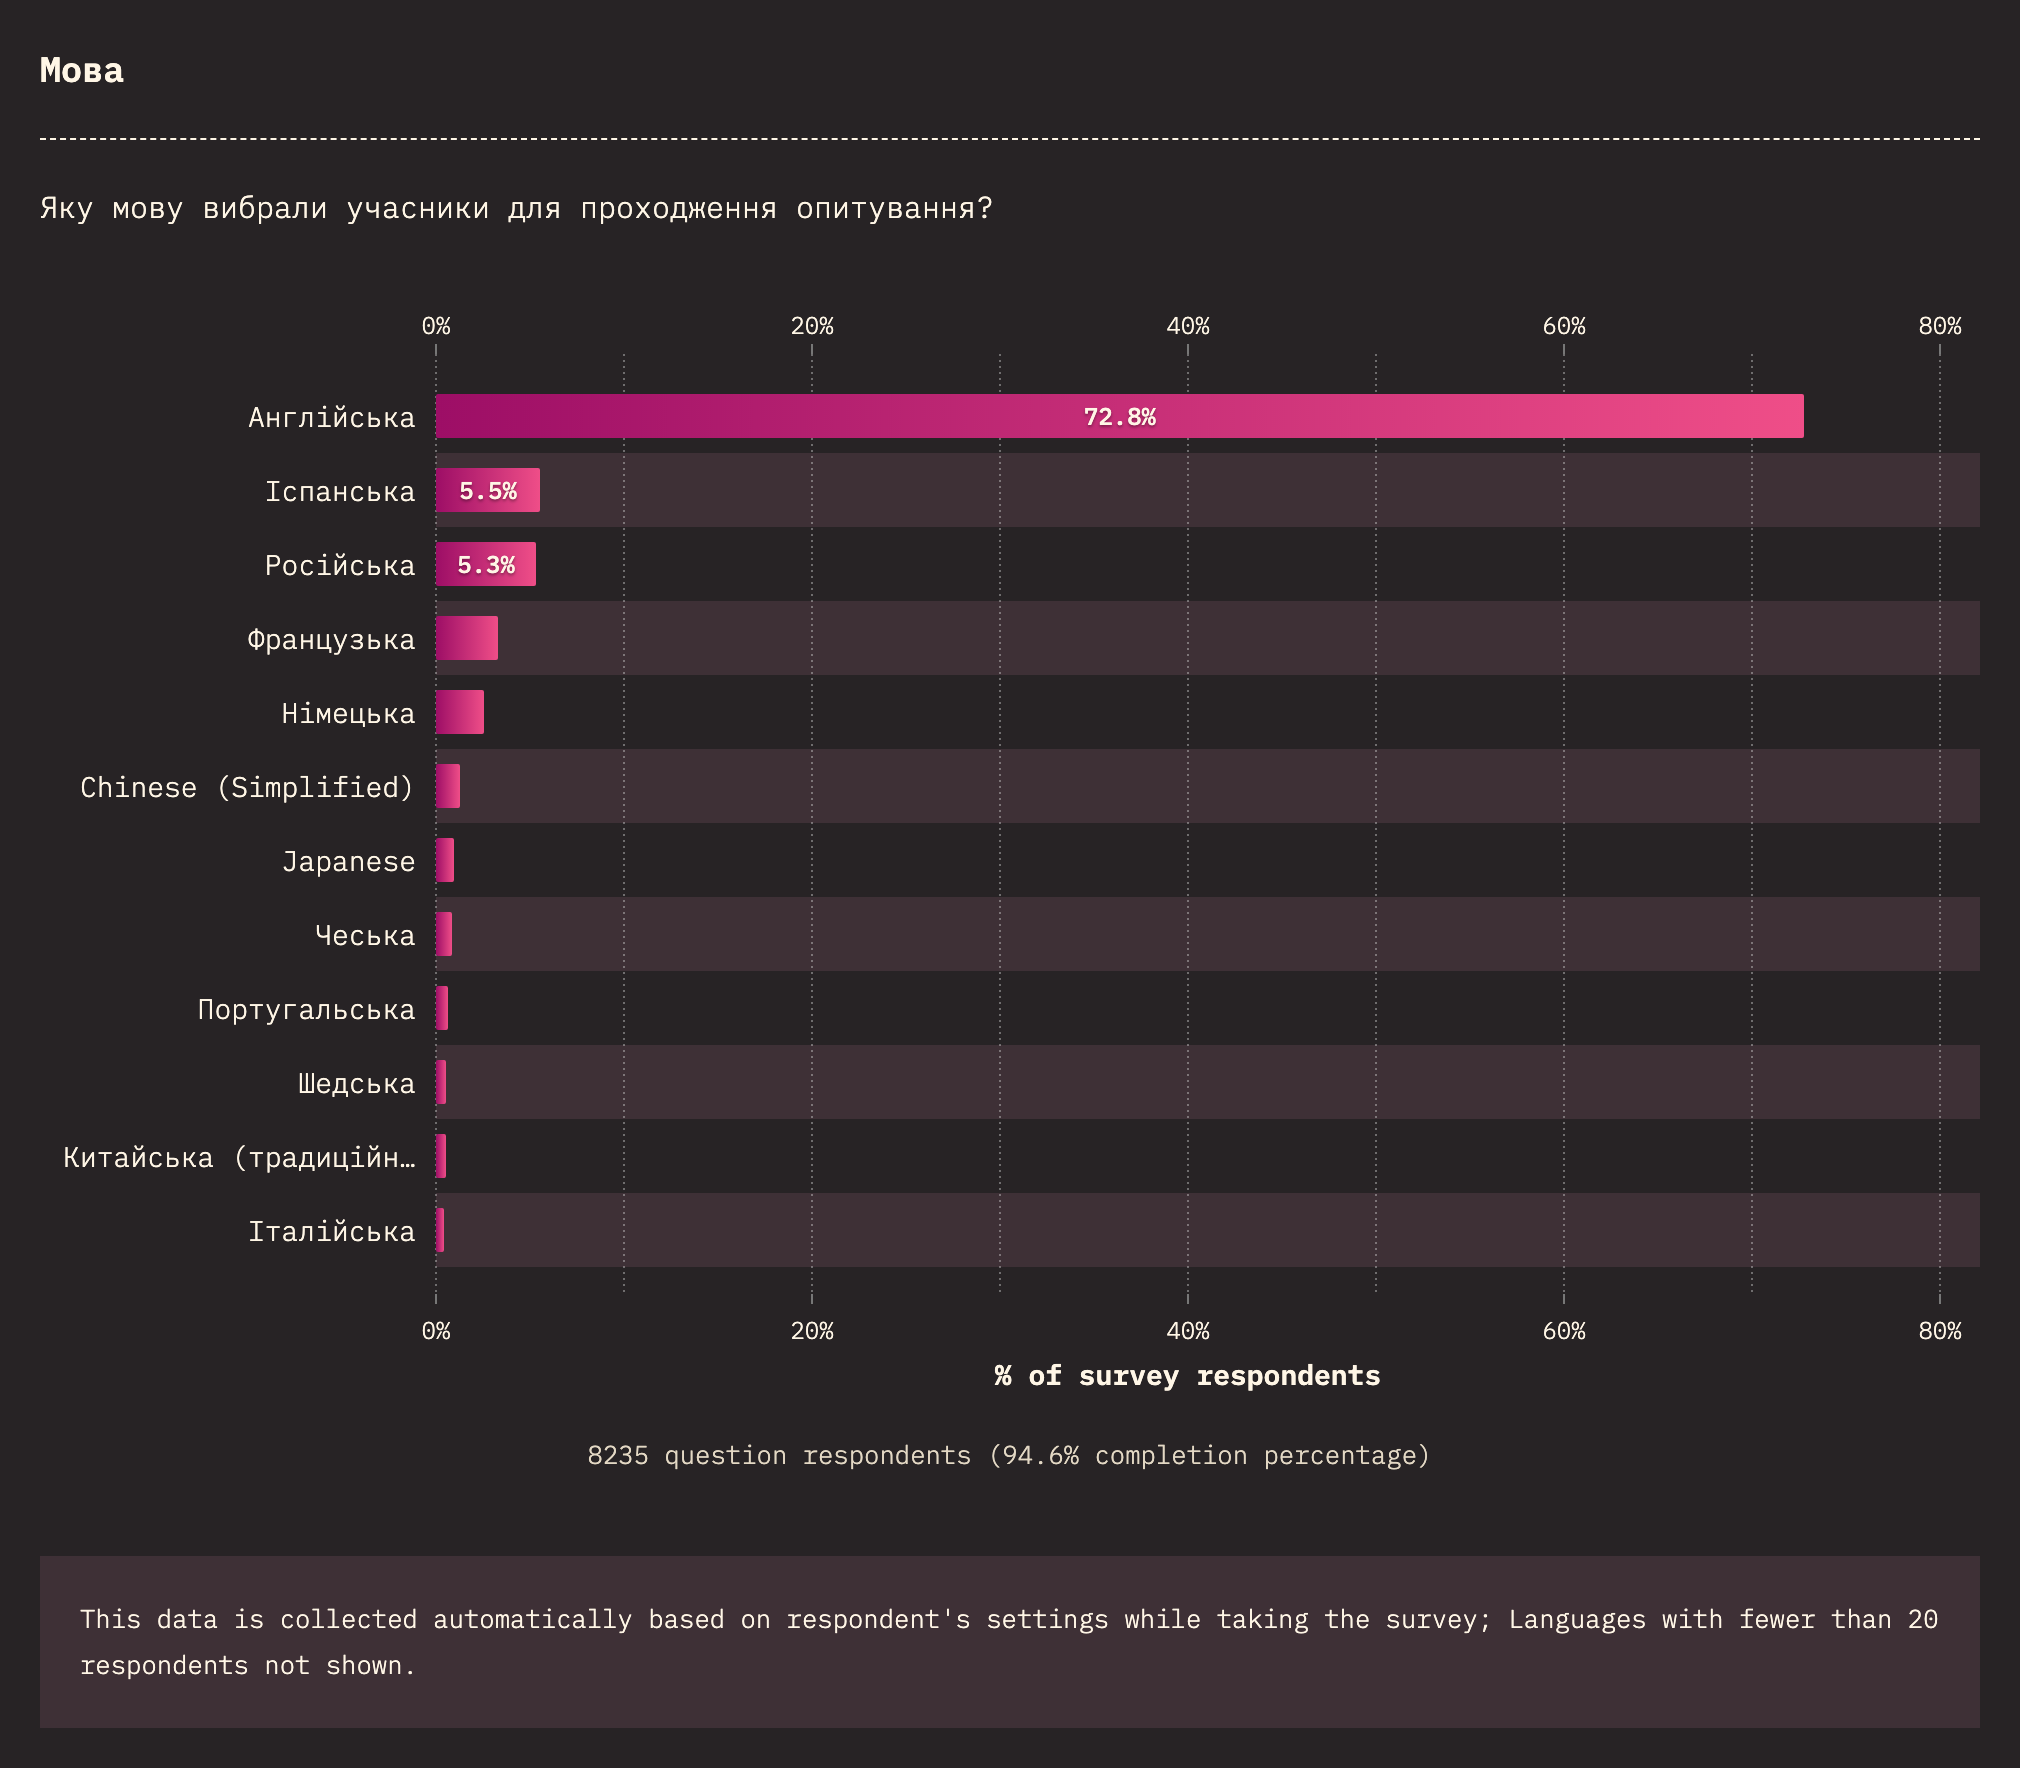 Мова
Яку мову вибрали учасники для проходження опитування?
0% 20% 40% 60% 80%
Англійська 72.8%
Іспанська 5.5%
Російська 5.3%
Французька
Німецька
Chinese (Simplified)
Japanese
Чеська
Португальська
Шедська
Китайська (традиційн…
Італійська
0% 20% 40% 60% 80%
% of survey respondents
8235 question respondents (94.6% completion percentage)
This data is collected automatically based on respondent's settings while taking the survey; Languages with fewer than 20
respondents not shown.